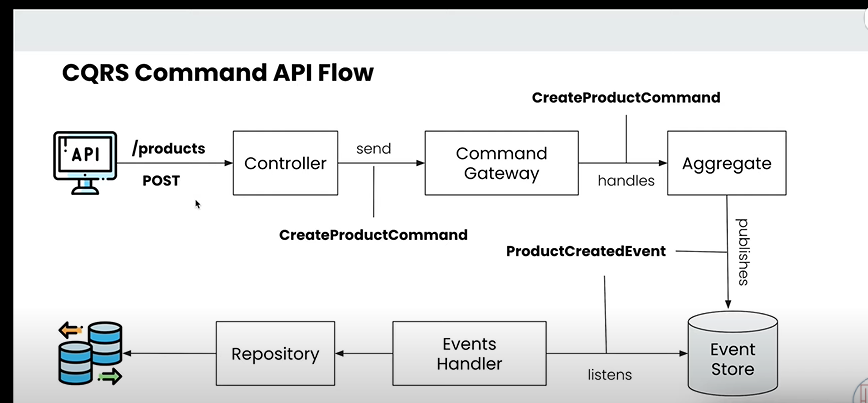 CQRS Command API Flow
CreateProductCommand
API
/products
POST
Controller
send
Command
Gateway
handles
Aggregate
CreateProductCommand
ProductCreatedEvent
publishes
Repository
Events
Handler
listens
Event
Store